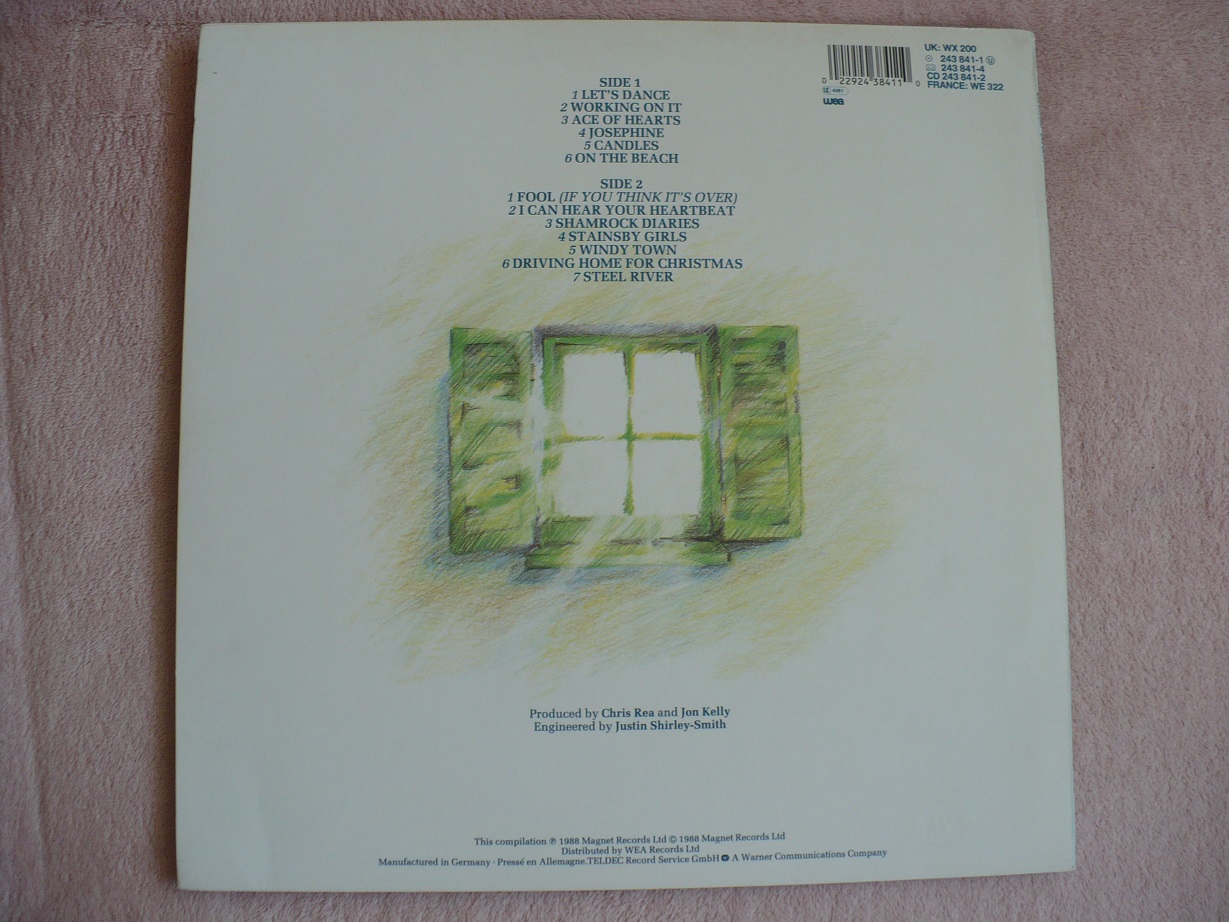 SIDE 1
1 LET'S DANCE
2 WORKING ON IT
3 ACE OF HEARTS
4 JOSEPHINE
5 CANDLES
6 ON THE BEACH
SIDE 2
1 FOOL (IF YOU THINK IT'S OVER)
2 I CAN HEAR YOUR HEARTBEAT
3 SHAMROCK DIARIES
4 STAINSBY GIRLS
5 WINDY TOWN
6 DRIVING HOME FOR CHRISTMAS
7 STEEL RIVER
0 22924 38411 0
wea
UK: WX 200
243 841-1 U
243 841-4
CD 243 841-2
FRANCE: WE 322
Produced by Chris Rea and Jon Kelly
Engineered by Justin Shirley-Smith
This compilation ℗ 1988 Magnet Records Ltd © 1988 Magnet Records Ltd
Distributed by WEA Records Ltd
Manufactured in Germany · Pressé en Allemagne.TELDEC Record Service GmbH A Warner Communications Company